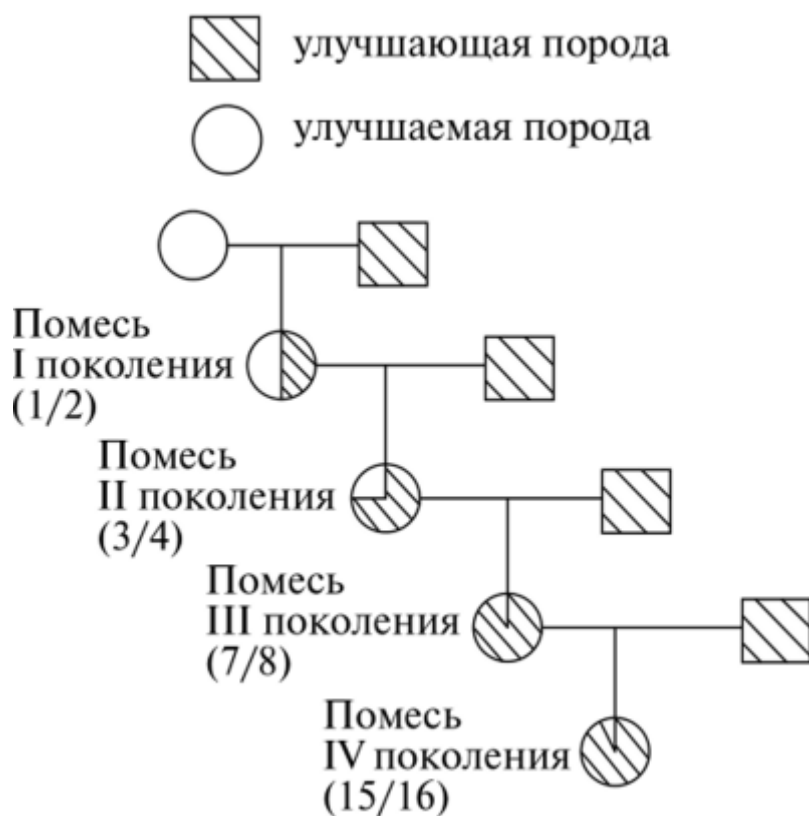 улучшающая порода
улучшаемая порода
Помесь
I поколения
(1/2)
Помесь
II поколения
(3/4)
Помесь
III поколения
(7/8)
Помесь
IV поколения
(15/16)